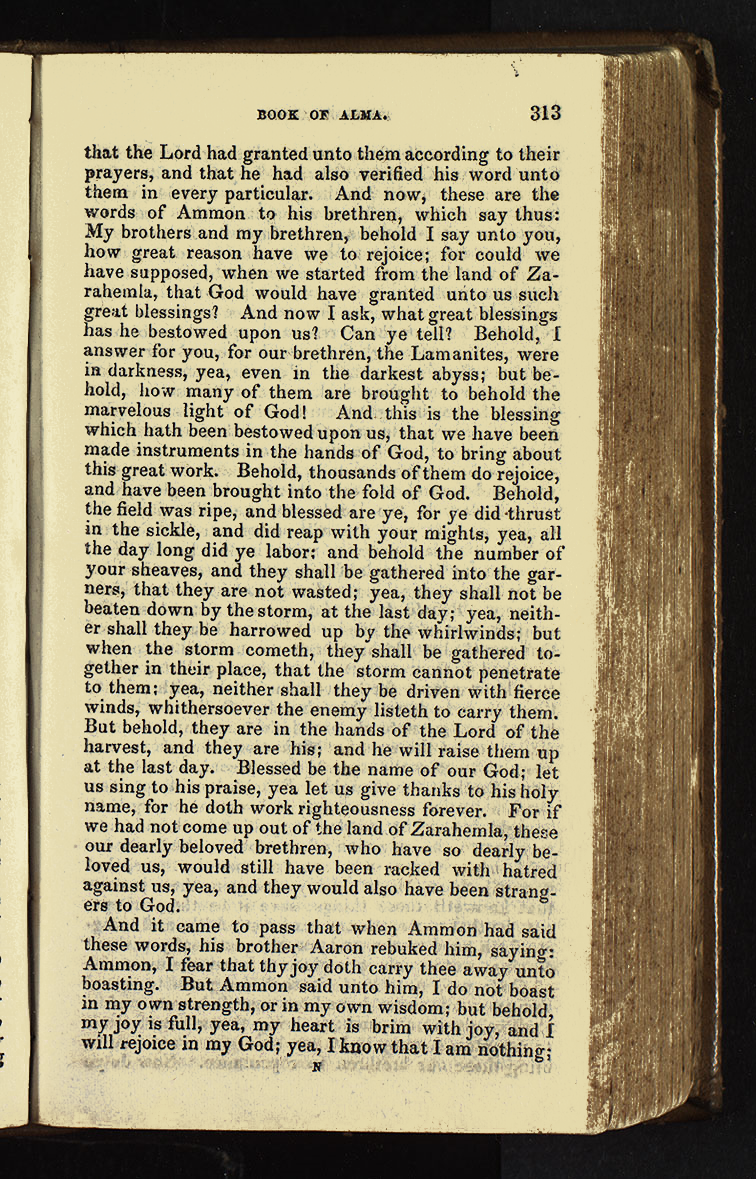 BOOK OF ALMA. 313
that the Lord had granted unto them according to their
prayers, and that he had also verified his word unto
them in every particular. And now, these are the
words of Ammon to his brethren, which say thus:
My brothers and my brethren, behold I say unto you,
how great reason have we to rejoice; for could we
have supposed, when we started from the land of Za-
rahemla, that God would have granted unto us such
great blessings? And now I ask, what great blessings
has he bestowed upon us? Can ye tell? Behold, I
answer for you, for our brethren, the Lamanites, were
in darkness, yea, even in the darkest abyss; but be-
hold, how many of them are brought to behold the
marvelous light of God! And this is the blessing
which hath been bestowed upon us, that we have been
made instruments in the hands of God, to bring about
this great work. Behold, thousands of them do rejoice,
and have been brought into the fold of God. Behold,
the field was ripe, and blessed are ye, for ye did thrust
in the sickle, and did reap with your mights, yea, all
the day long did ye labor; and behold the number of
your sheaves, and they shall be gathered into the gar-
ners, that they are not wasted; yea, they shall not be
beaten down by the storm, at the last day; yea, neith-
er shall they be harrowed up by the whirlwinds; but
when the storm cometh, they shall be gathered to-
gether in their place, that the storm cannot penetrate
to them; yea, neither shall they be driven with fierce
winds, whithersoever the enemy listeth to carry them.
But behold, they are in the hands of the Lord of the
harvest, and they are his; and he will raise them up
at the last day. Blessed be the name of our God; let
us sing to his praise, yea let us give thanks to his holy
name, for he doth work righteousness forever. For if
we had not come up out of the land of Zarahemla, these
our dearly beloved brethren, who have so dearly be-
loved us, would still have been racked with hatred
against us, yea, and they would also have been strang-
ers to God.
And it came to pass that when Ammon had said
these words, his brother Aaron rebuked him, saying:
Ammon, I fear that thy joy doth carry thee away unto
boasting. But Ammon said unto him, I do not boast
in my own strength, or in my own wisdom; but behold,
my joy is full, yea, my heart is brim with joy, and I
will rejoice in my God; yea, I know that I am nothing;
N